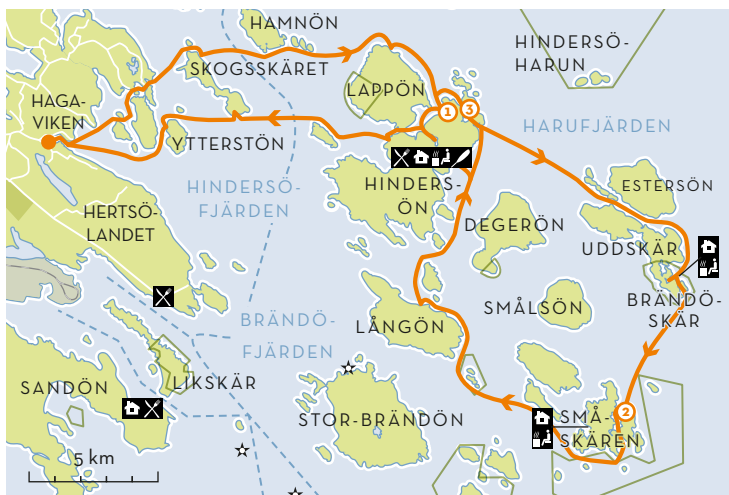 HAMNÖN
HINDERSÖ-
HARUN
SKOGSSKÄRET
LAPPÖN
HAGA-
VIKEN
1
3
HARUFJÄRDEN
YTTERSTÖN
HINDERSÖ-
FJÄRDEN
HINDERS-
ÖN
ESTERSÖN
HERTSÖ-
LANDET
DEGERÖN
UDDSKÄR
BRÄNDÖ-
SKÄR
SMÅLSÖN
BRÄNDÖ-
FJÄRDEN
LÅNGÖN
LIKSKÄR
SANDÖN
STOR-BRÄNDÖN
2
SMÅ-
SKÄREN
5 km